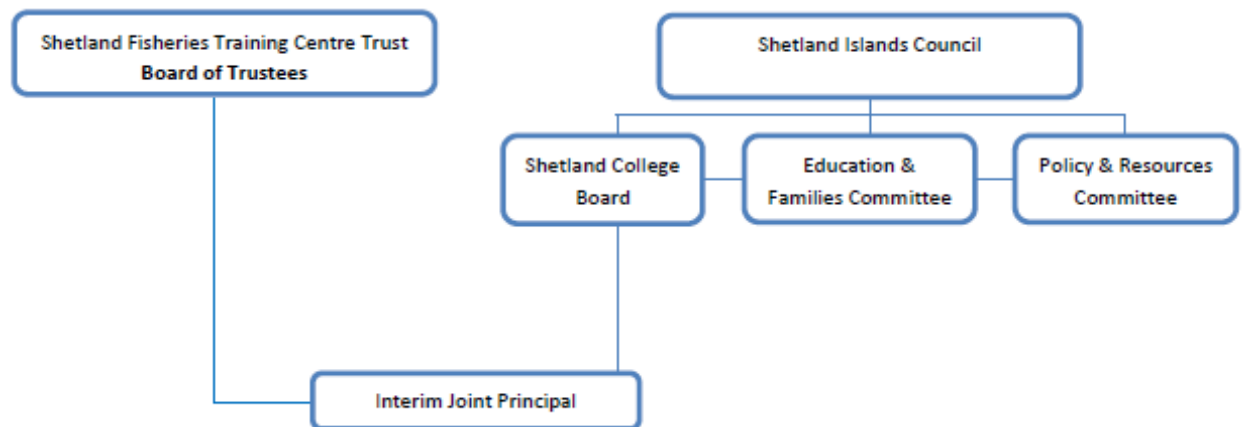 Shetland Fisheries Training Centre Trust
Board of Trustees
Shetland Islands Council
Shetland College
Board
Education &
Families Committee
Policy & Resources
Committee
Interim Joint Principal